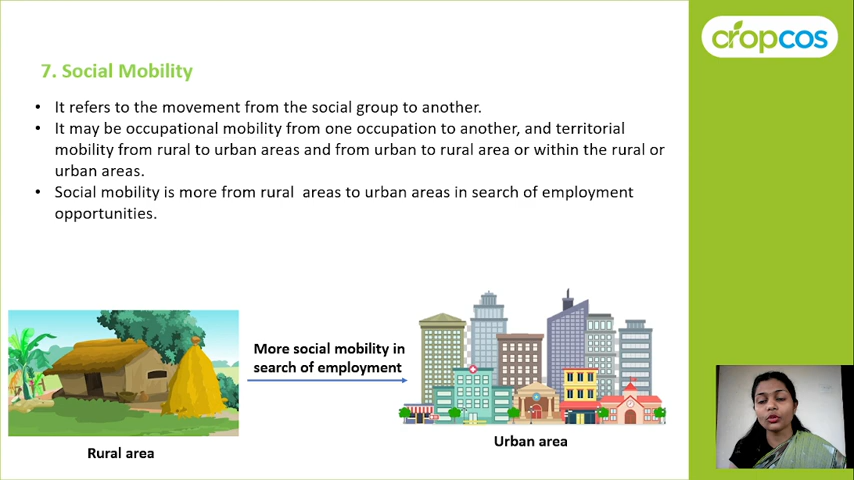 cropcos
7. Social Mobility
• It refers to the movement from the social group to another.
• It may be occupational mobility from one occupation to another, and territorial
mobility from rural to urban areas and from urban to rural area or within the rural or
urban areas.
• Social mobility is more from rural areas to urban areas in search of employment
opportunities.
More social mobility in
search of employment
Rural area
Urban area